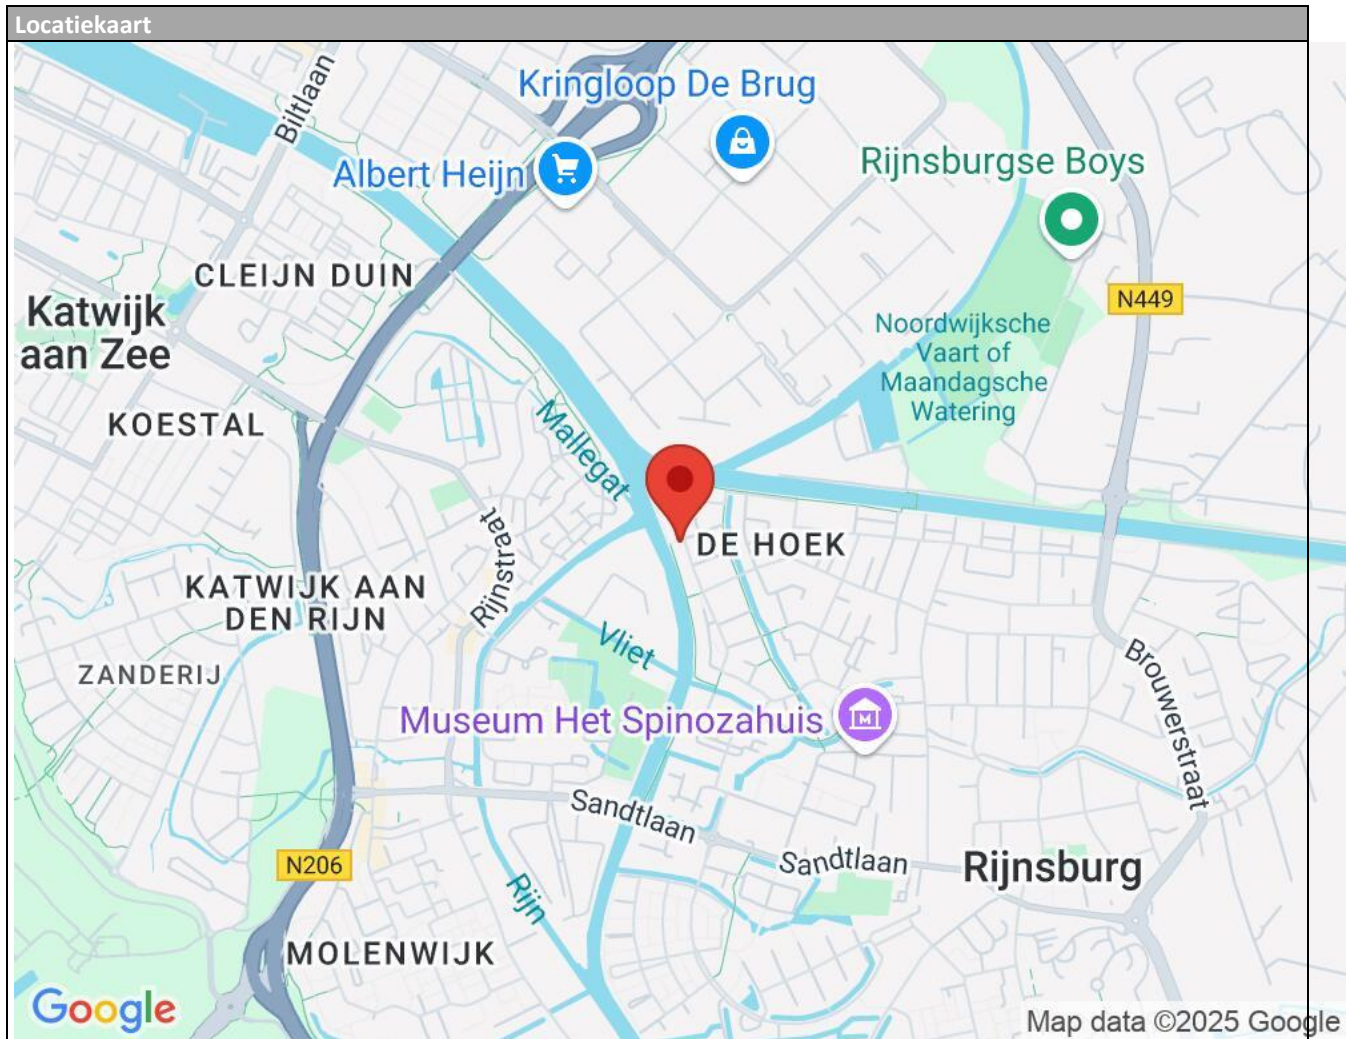 Locatiekaart
Biltlaan
Kringloop De Brug
Albert Heijn
Rijnsburgse Boys
CLEIJN DUIN
N449
Katwijk
aan Zee
Noordwijksche
Vaart of
Maandagsche
Watering
KOESTAL
Mallegat
Rijnstraat
DE HOEK
KATWIJK AAN
DEN RIJN
Vliet
ZANDERIJ
Brouwerstraat
Museum Het Spinozahuis
M
Sandtlaan
Sandtlaan
N206
Rijnsburg
Rijn
MOLENWIJK
Google
Map data ©2025 Google